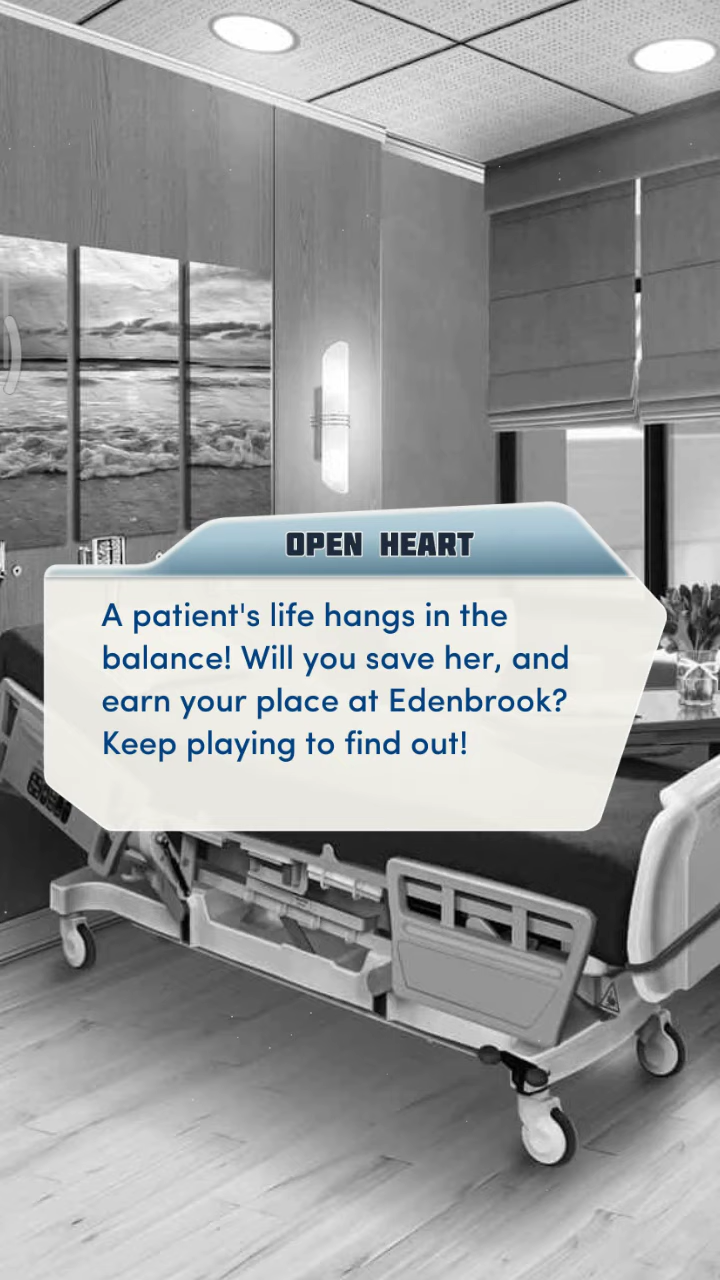 OPEN HEART
A patient's life hangs in the
balance! Will you save her, and
earn your place at Edenbrook?
Keep playing to find out!